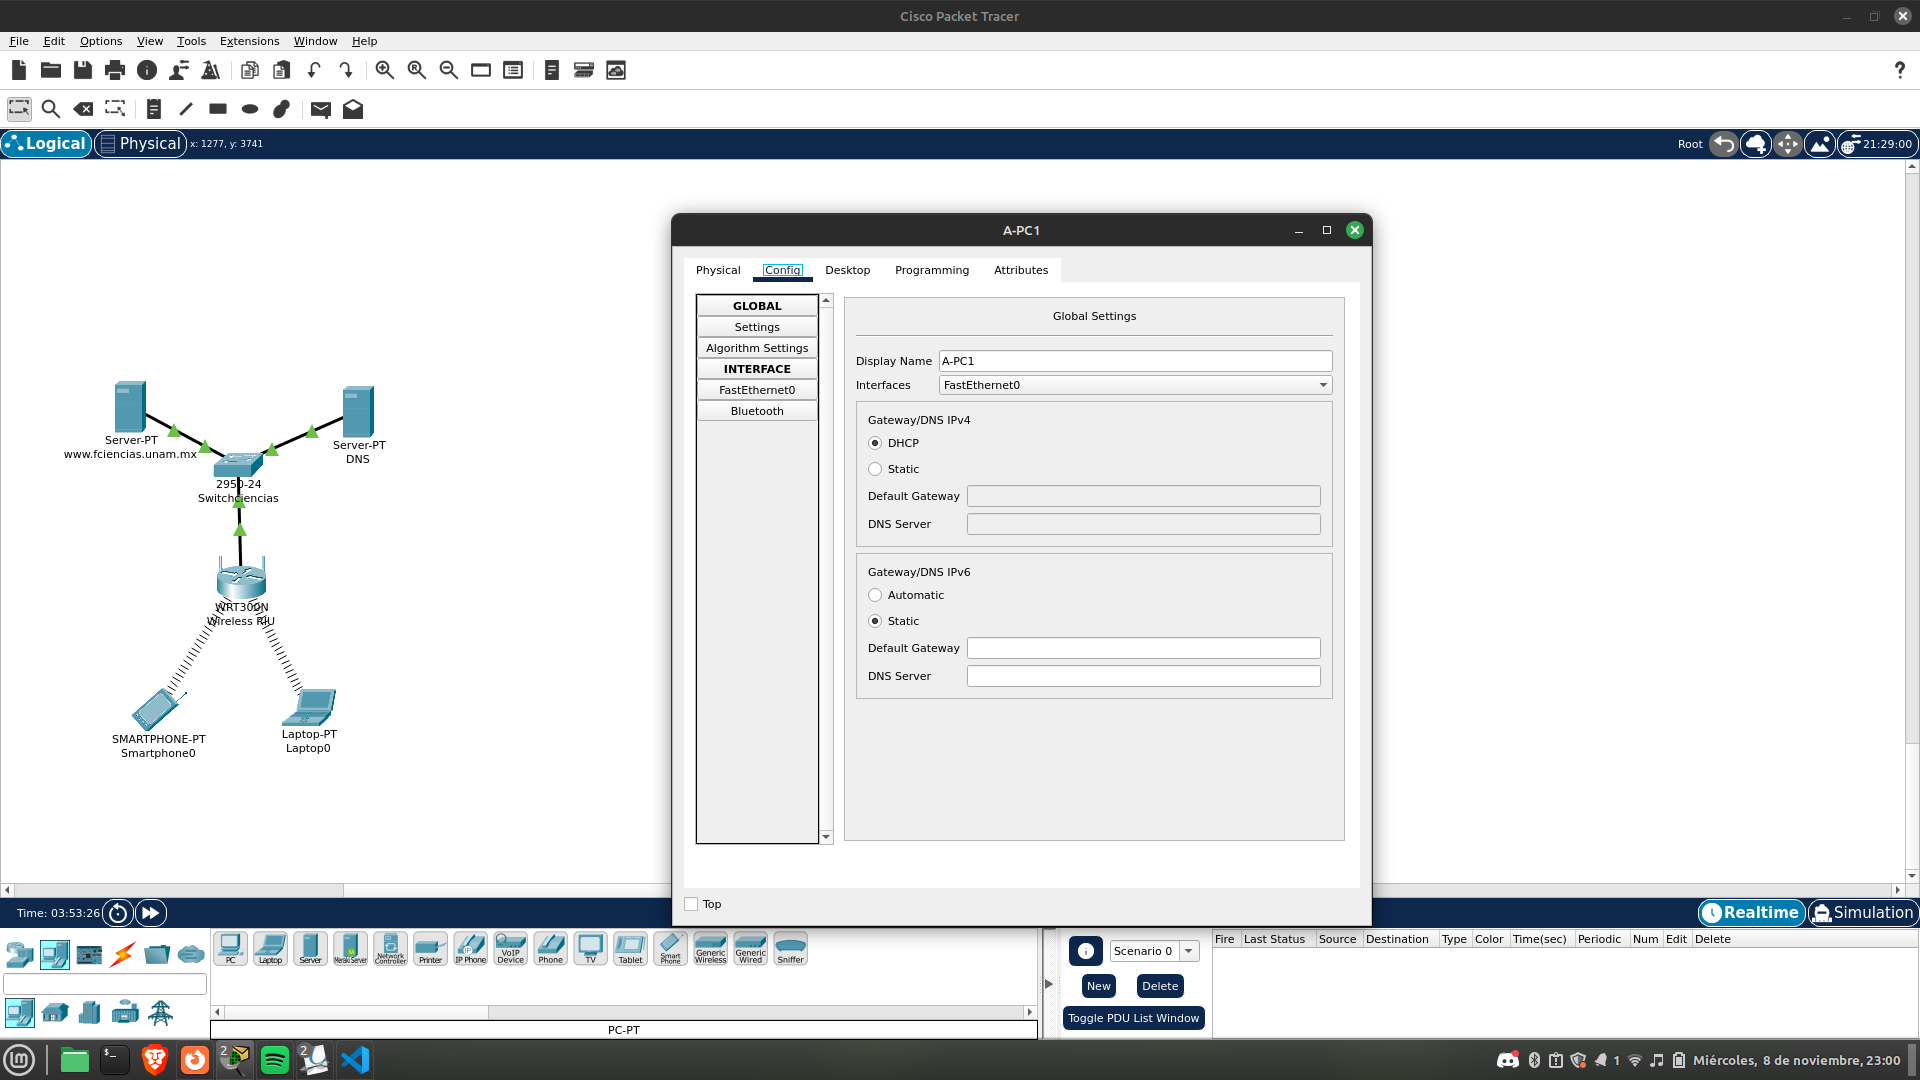 Cisco Packet Tracer
File Edit Options View Tools Extensions Window Help
?
Logical Physical x: 1277, y: 3741 Root 21:29:00
A-PC1
Physical Config Desktop Programming Attributes
GLOBAL
Settings
Algorithm Settings
INTERFACE
FastEthernet0
Bluetooth
Global Settings
Display Name A-PC1
Interfaces FastEthernet0
Gateway/DNS IPv4
DHCP
Static
Default Gateway
DNS Server
Gateway/DNS IPv6
Automatic
Static
Default Gateway
DNS Server
Top
Server-PT
www.fciencias.unam.mx
Server-PT
DNS
2950-24
Switchciencias
WRT300N
Wireless RIU
SMARTPHONE-PT
Smartphone0
Laptop-PT
Laptop0
Time: 03:53:26 Realtime Simulation
PC Laptop Server MerakiServer Network Controller Printer IP Phone VoIP Device Phone TV Tablet Smart Phone Generic Wireless Generic Wired Sniffer
PC-PT
Scenario 0
New Delete
Toggle PDU List Window
Fire Last Status Source Destination Type Color Time(sec) Periodic Num Edit Delete
2 2 1 Miércoles, 8 de noviembre, 23:00